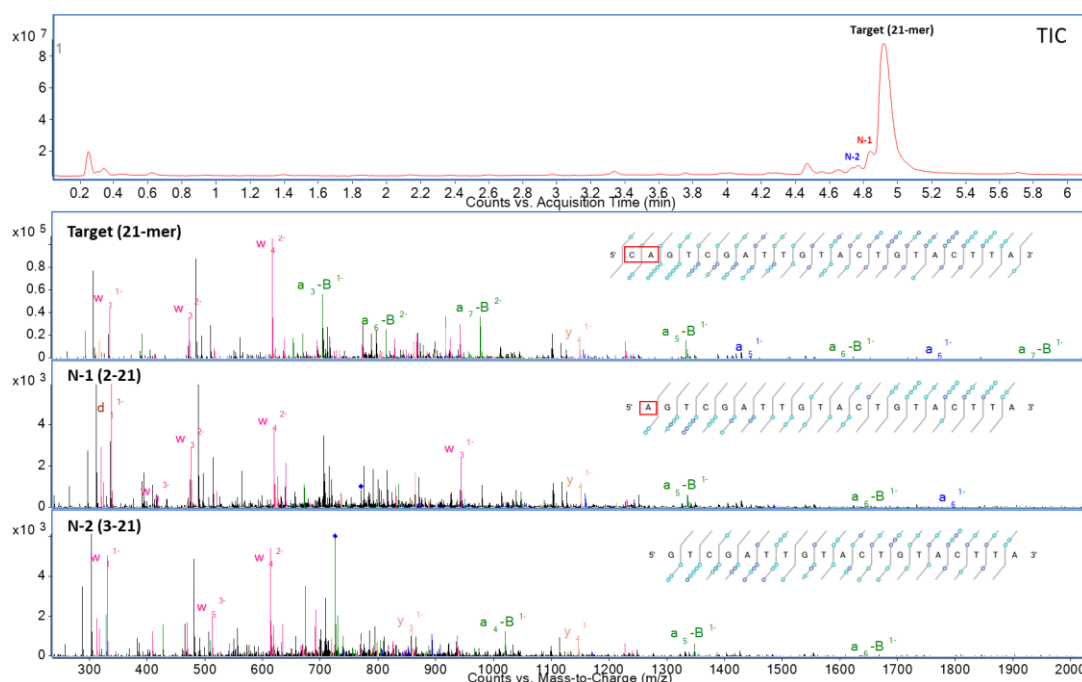 x10 7
1
Target (21-mer)
TIC
8
6
4
2
N-2
N-1
0.2 0.4 0.6 0.8 1 1.2 1.4 1.6 1.8 2 2.2 2.4 2.6 2.8 3 3.2 3.4 3.6 3.8 4 4.2 4.4 4.6 4.8 5 5.2 5.4 5.6 5.8 6
Counts vs. Acquisition Time (min)
x10 5
Target (21-mer)
5' C A G T C G A T T G T A C T G T A C T T A 3'
0.8
0.6
0.4
0.2
0
w 1 1-
w 3 2-
w 4 2-
a 3 -B 1-
a 6 -B 2-
a 7 -B 2-
y 4 1-
a 5 -B 1-
a 5 1-
a 6 -B 1-
a 6 1-
a 7 -B 1-
x10 3
N-1 (2-21)
5' A G T C G A T T G T A C T G T A C T T A 3'
4
2
0
d 1 1-
w 3-
w 3 2-
w 4 2-
w 3 1-
y 4 1-
a 5 -B 1-
a 6 -B 1-
a 6 1-
x10 3
N-2 (3-21)
5' G T C G A T T G T A C T G T A C T T A 3'
4
2
0
w 1 1-
w 5 3-
w 4 2-
y 3 1-
a 4 -B 1-
y 4 1-
a 5 -B 1-
a 6 -B 1-
300 400 500 600 700 800 900 1000 1100 1200 1300 1400 1500 1600 1700 1800 1900 2000
Counts vs. Mass-to-Charge (m/z)